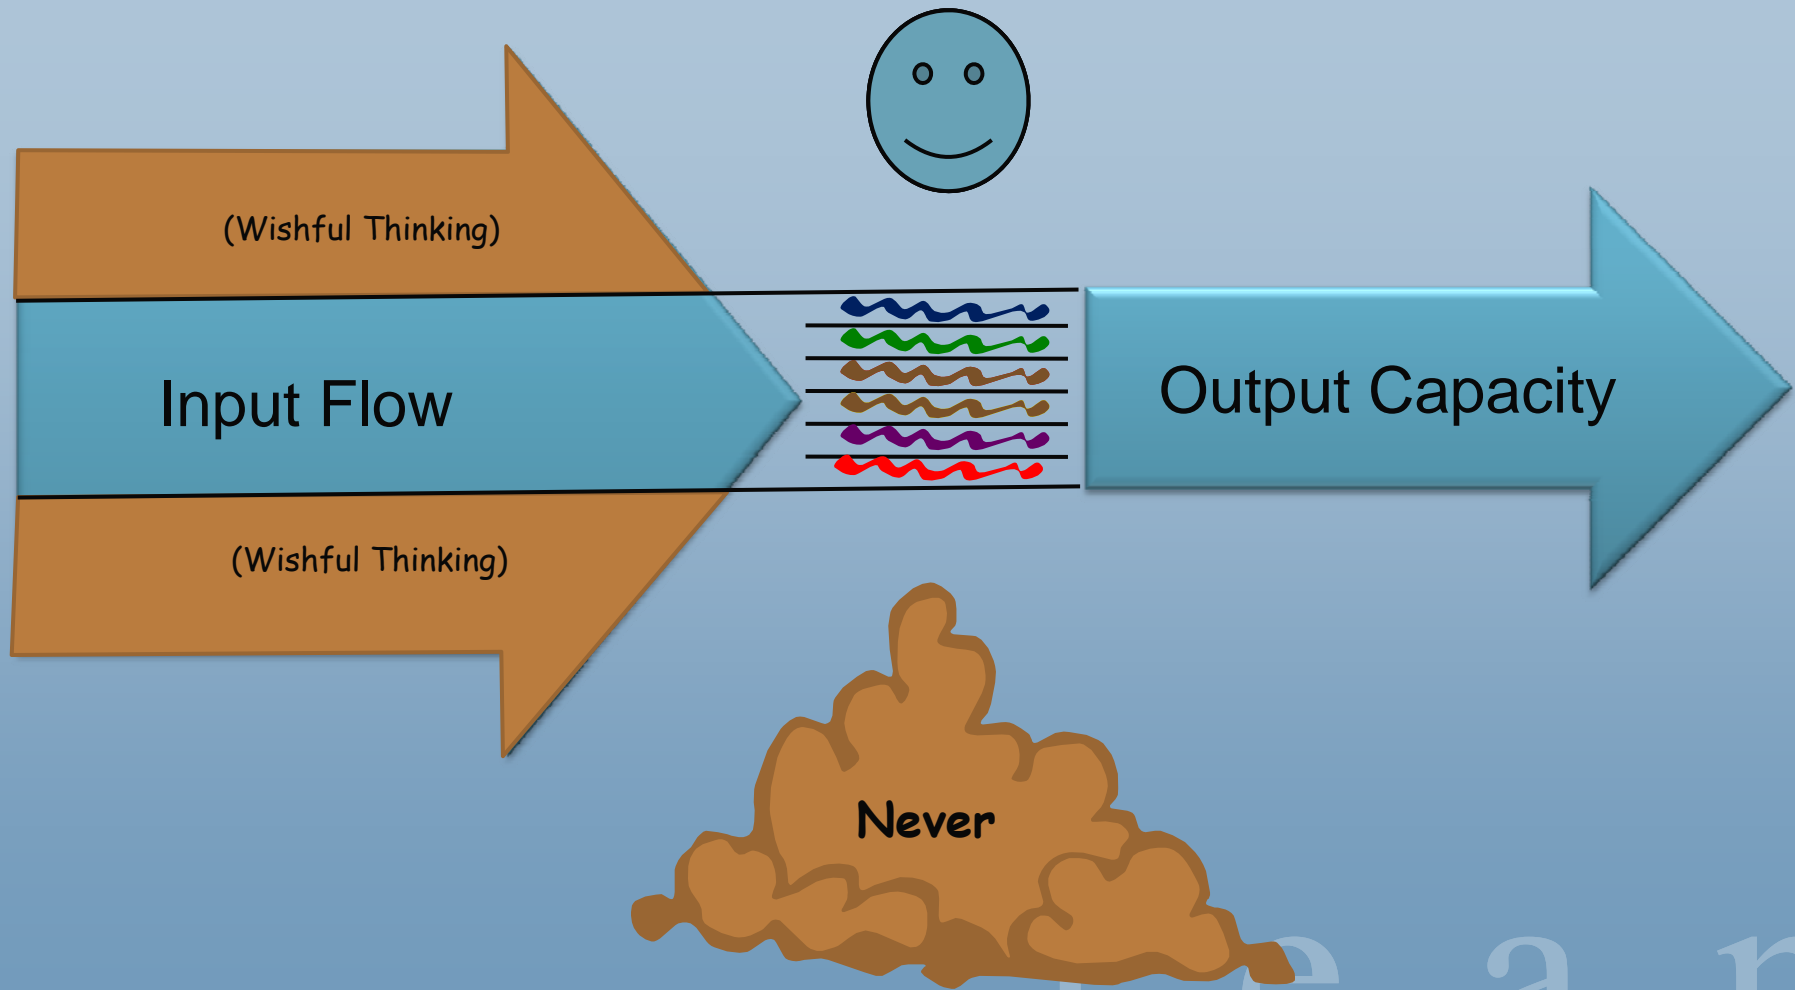 (Wishful Thinking)
Input Flow
Output Capacity
(Wishful Thinking)
Never
e a